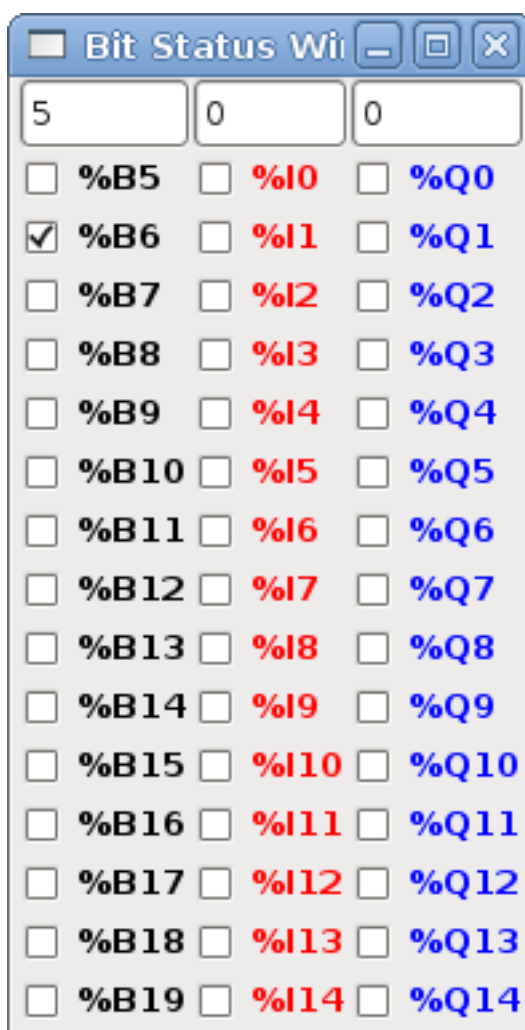 Bit Status Wi
5 0 0
%B5 %I0 %Q0
%B6 %I1 %Q1
%B7 %I2 %Q2
%B8 %I3 %Q3
%B9 %I4 %Q4
%B10 %I5 %Q5
%B11 %I6 %Q6
%B12 %I7 %Q7
%B13 %I8 %Q8
%B14 %I9 %Q9
%B15 %I10 %Q10
%B16 %I11 %Q11
%B17 %I12 %Q12
%B18 %I13 %Q13
%B19 %I14 %Q14